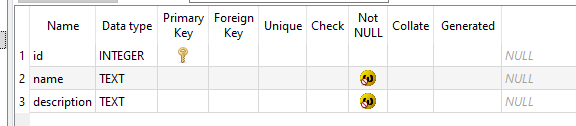 Name Data type Primary Key Foreign Key Unique Check Not NULL Collate Generated
1 id INTEGER NULL
2 name TEXT NULL
3 description TEXT NULL